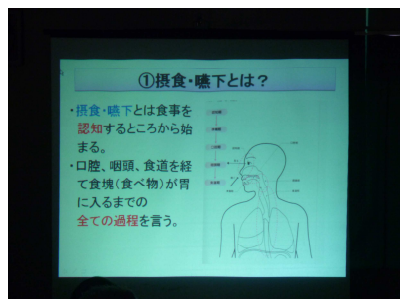 ①摂食・嚥下とは？
・摂食・嚥下とは食事を
認知するところから始
まる。
・口腔、咽頭、食道を経
て食塊(食べ物)が胃
に入るまでの
全ての過程を言う。